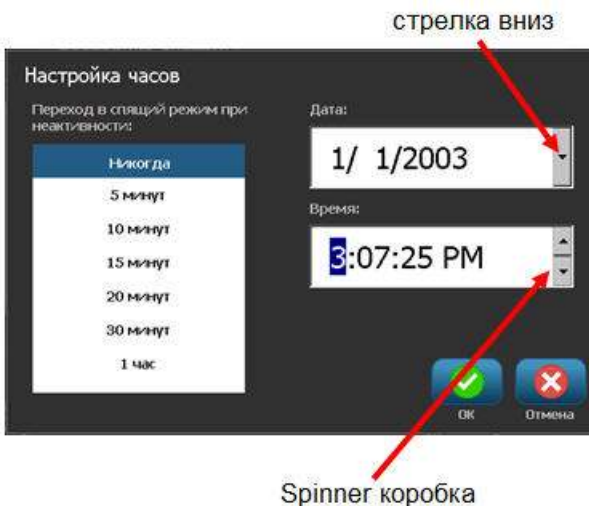 стрелка вниз
Настройка часов
Переход в спящий режим при
неактивности:
Никогда
5 минут
10 минут
15 минут
20 минут
30 минут
1 час
Дата:
1/ 1/2003
Время:
3:07:25 PM
ОК
Отмена
Spinner коробка